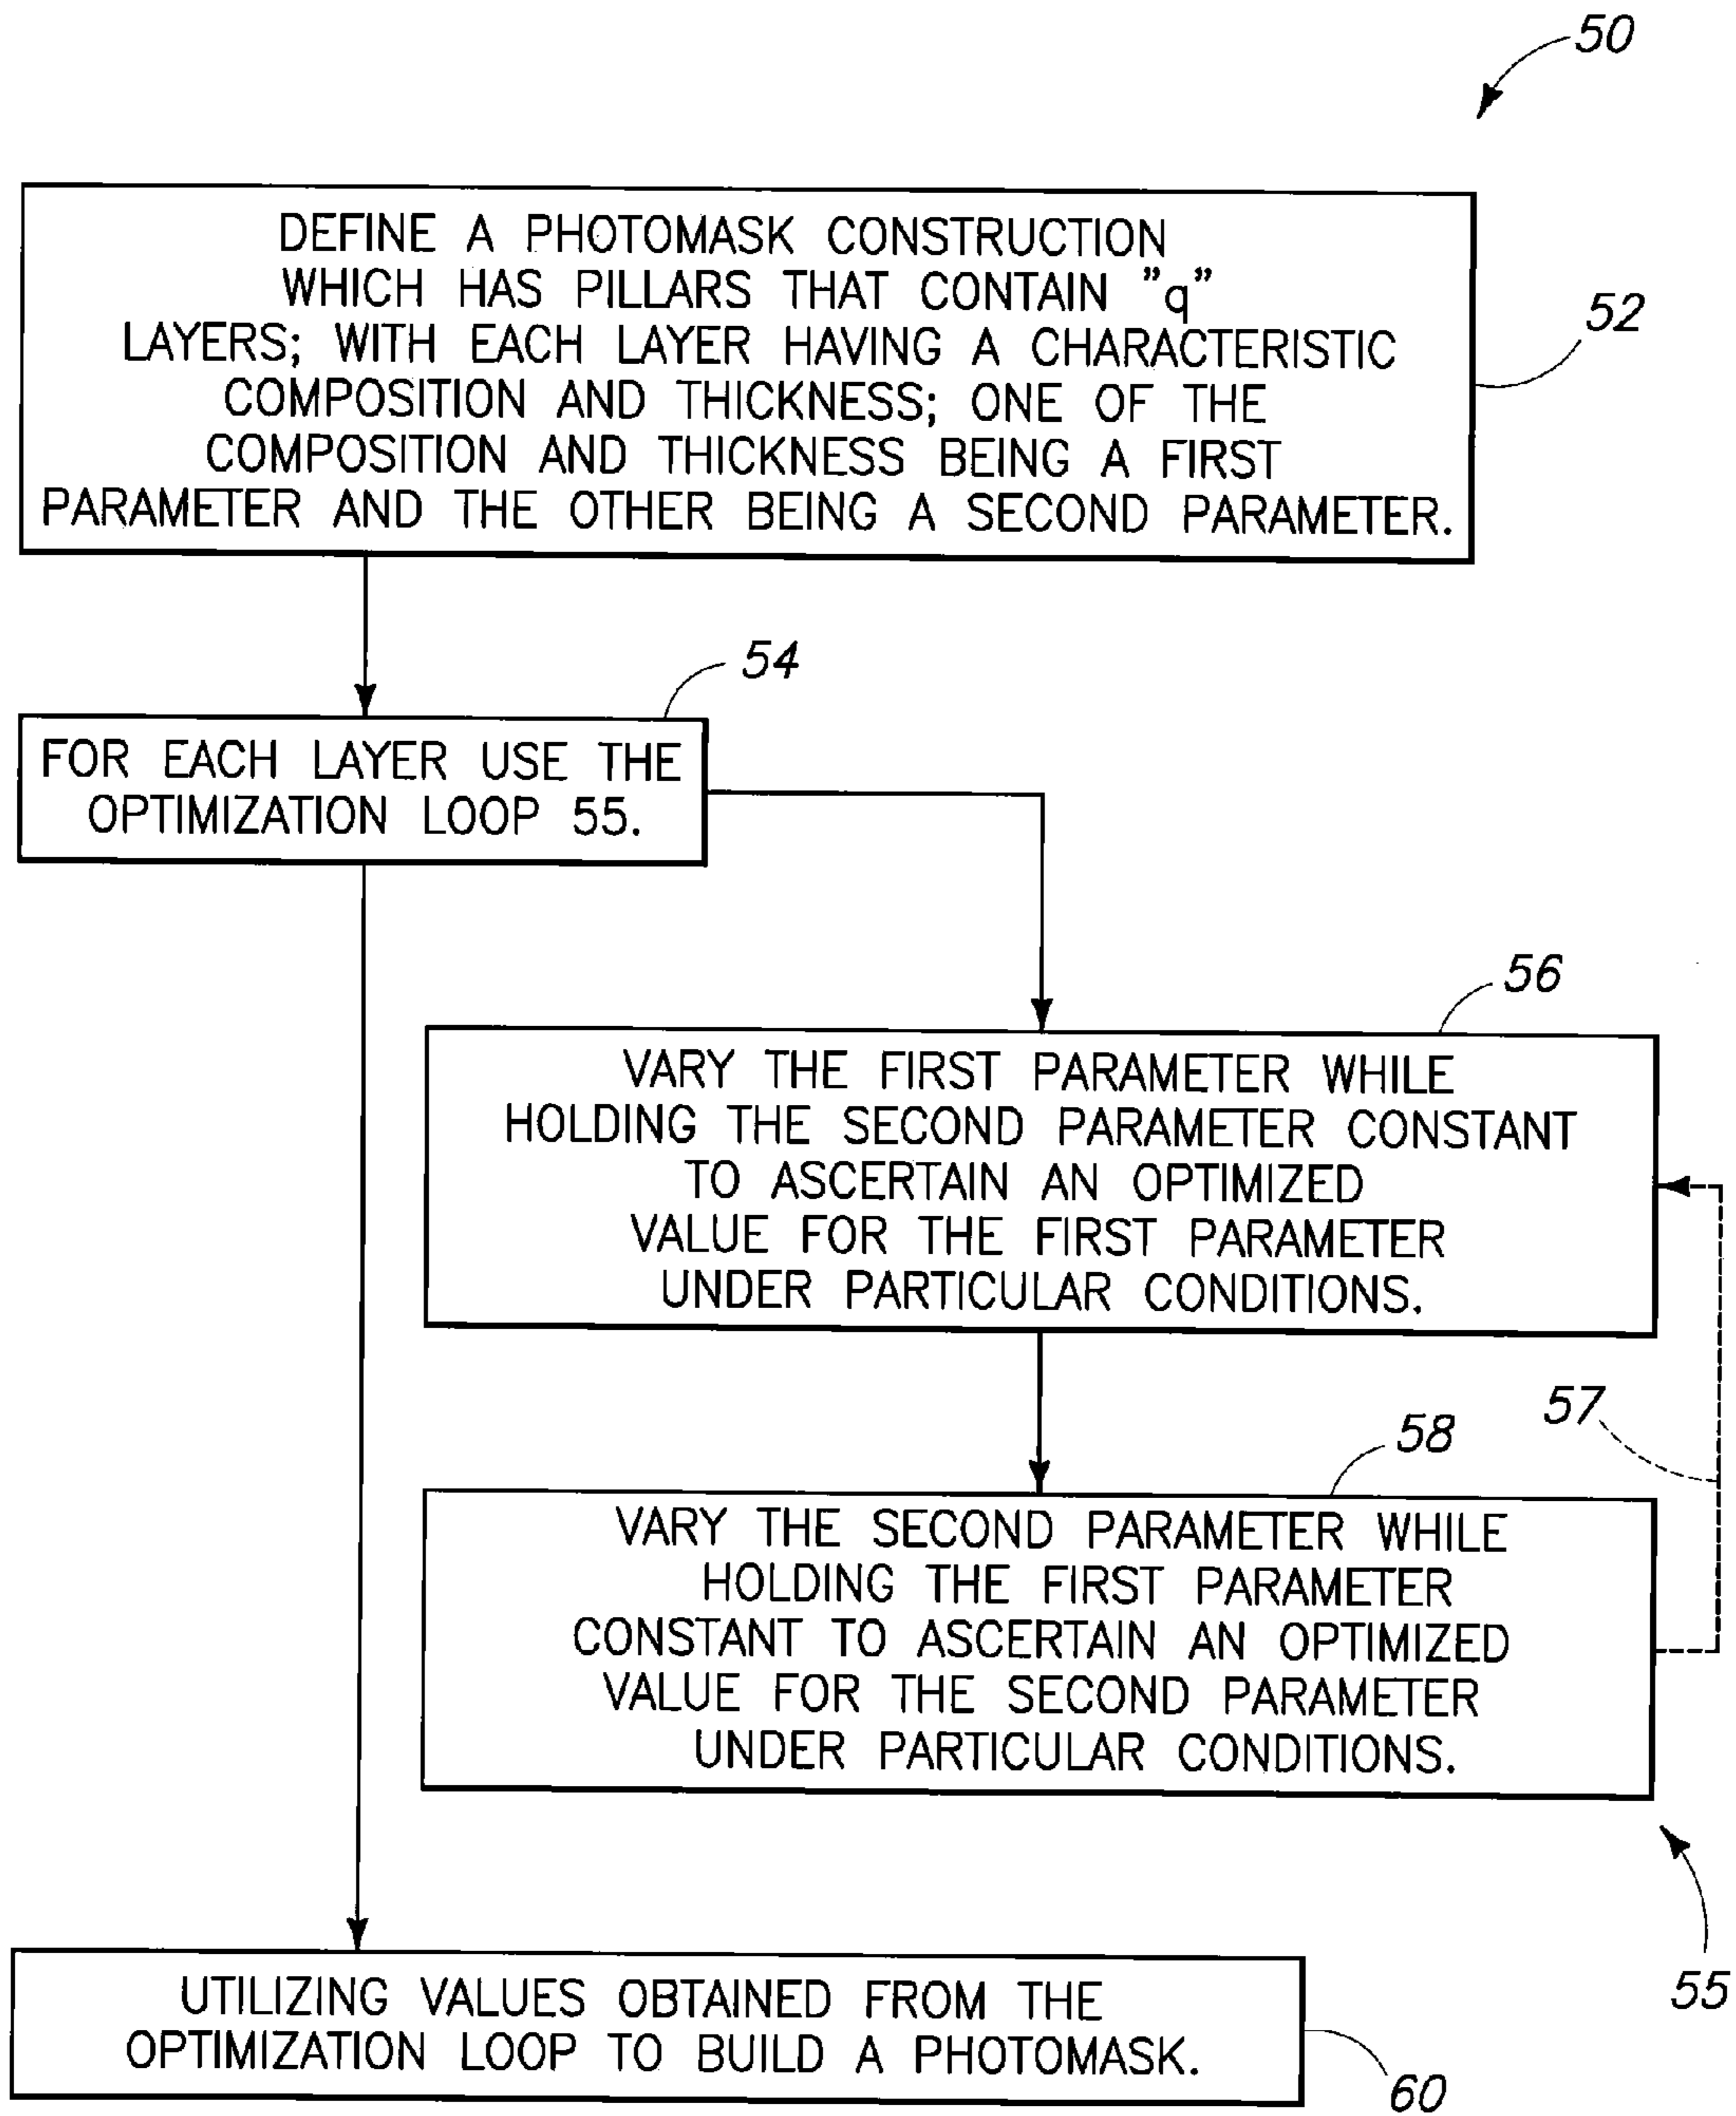 50
DEFINE A PHOTOMASK CONSTRUCTION
WHICH HAS PILLARS THAT CONTAIN "q"
LAYERS; WITH EACH LAYER HAVING A CHARACTERISTIC
COMPOSITION AND THICKNESS; ONE OF THE
COMPOSITION AND THICKNESS BEING A FIRST
PARAMETER AND THE OTHER BEING A SECOND PARAMETER.
52
54
FOR EACH LAYER USE THE
OPTIMIZATION LOOP 55.
56
VARY THE FIRST PARAMETER WHILE
HOLDING THE SECOND PARAMETER CONSTANT
TO ASCERTAIN AN OPTIMIZED
VALUE FOR THE FIRST PARAMETER
UNDER PARTICULAR CONDITIONS.
57
58
VARY THE SECOND PARAMETER WHILE
HOLDING THE FIRST PARAMETER
CONSTANT TO ASCERTAIN AN OPTIMIZED
VALUE FOR THE SECOND PARAMETER
UNDER PARTICULAR CONDITIONS.
55
UTILIZING VALUES OBTAINED FROM THE
OPTIMIZATION LOOP TO BUILD A PHOTOMASK.
60